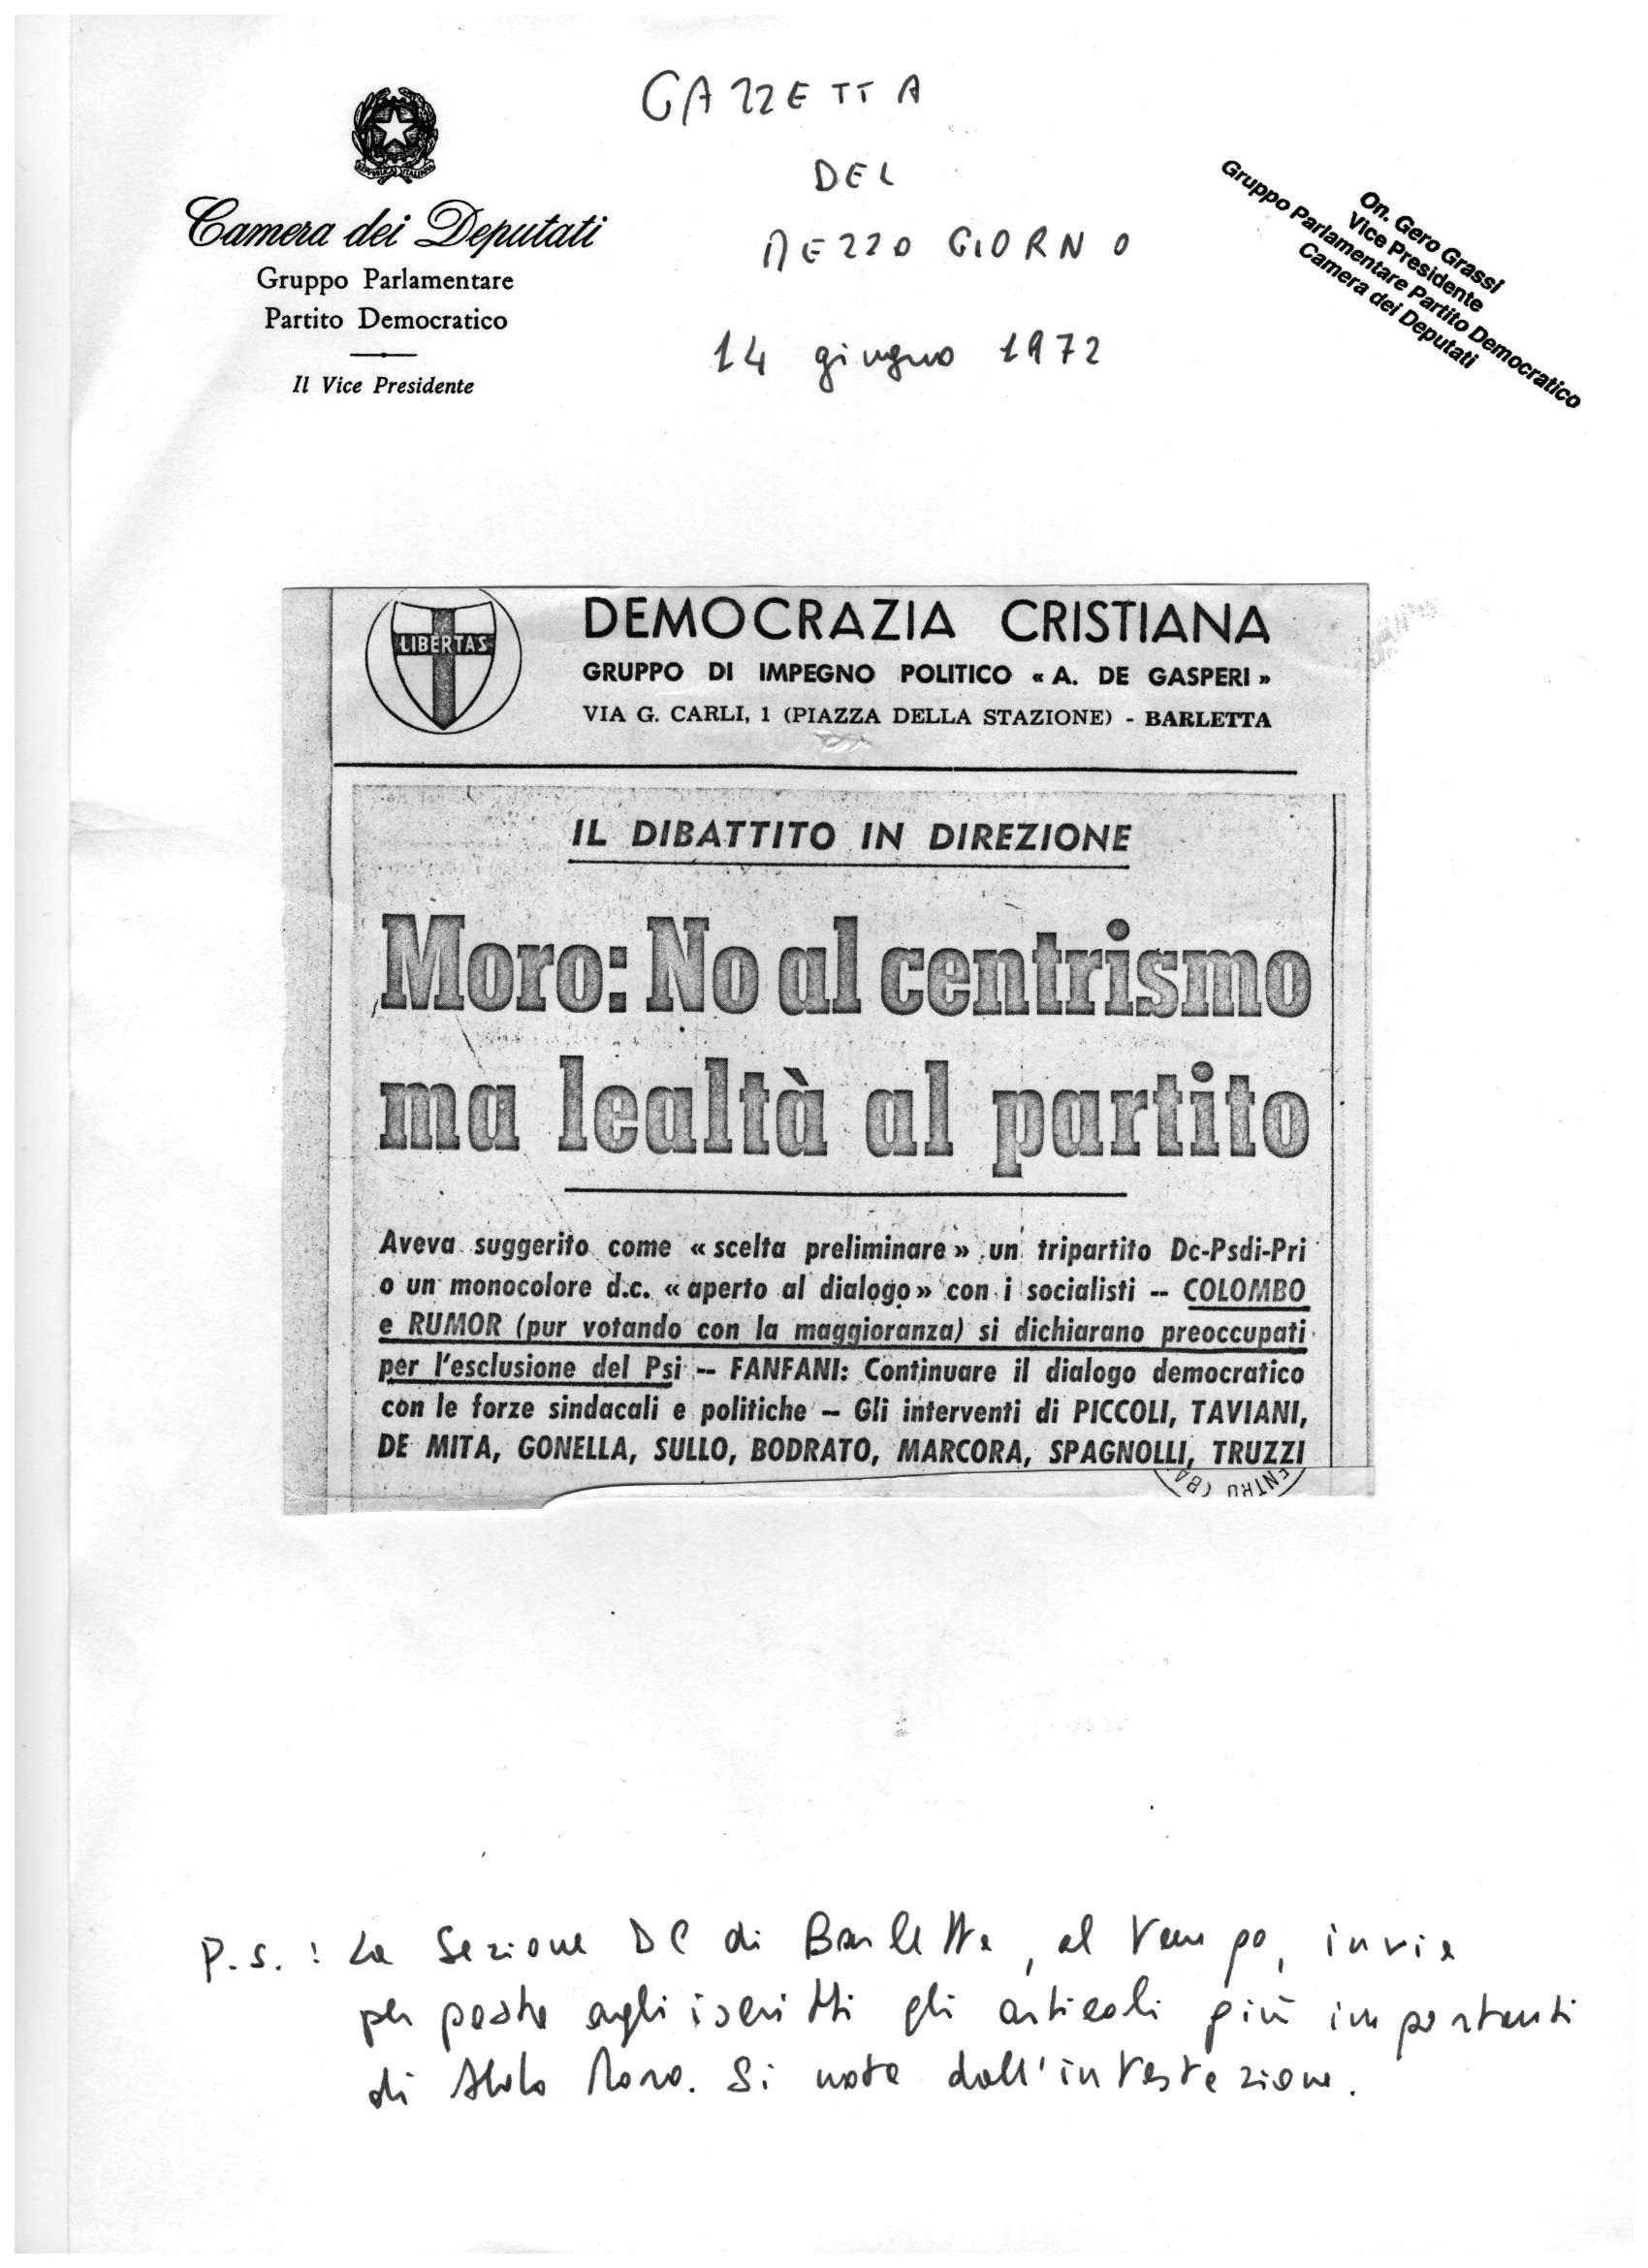 GAZZETTA
DEL
MEZZOGIORNO
14 giugno 1972
REPUBBLICA ITALIANA
Camera dei Deputati
Gruppo Parlamentare
Partito Democratico
Il Vice Presidente
On. Gero Grassi
Vice Presidente
Gruppo Parlamentare Partito Democratico
Camera dei Deputati
LIBERTAS
DEMOCRAZIA CRISTIANA
GRUPPO DI IMPEGNO POLITICO « A. DE GASPERI »
VIA G. CARLI, 1 (PIAZZA DELLA STAZIONE) - BARLETTA
IL DIBATTITO IN DIREZIONE
Moro: No al centrismo
ma lealtà al partito
Aveva suggerito come « scelta preliminare » un tripartito Dc-Psdi-Pri
o un monocolore d.c. « aperto al dialogo » con i socialisti -- COLOMBO
e RUMOR (pur votando con la maggioranza) si dichiarano preoccupati
per l'esclusione del Psi -- FANFANI: Continuare il dialogo democratico
con le forze sindacali e politiche -- Gli interventi di PICCOLI, TAVIANI,
DE MITA, GONELLA, SULLO, BODRATO, MARCORA, SPAGNOLLI, TRUZZI
P.S.: La Sezione DC di Barletta, al tempo, invia
per posta agli iscritti gli articoli più importanti
di Aldo Moro. Si nota dall'intestazione.